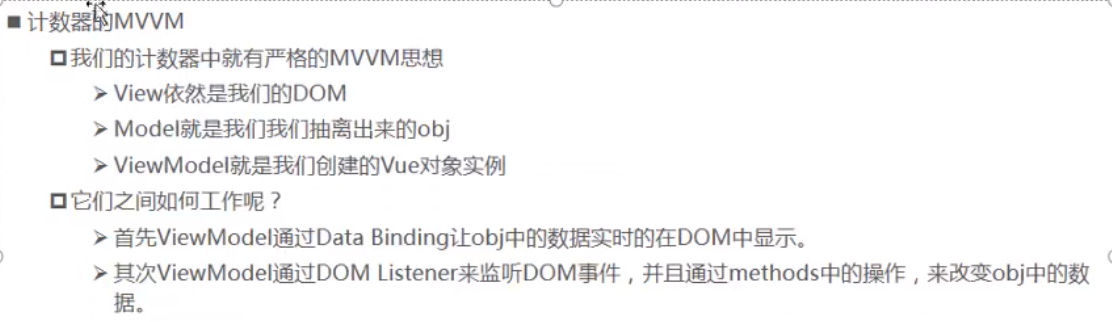 计数器的MVVM
我们的计数器中就有严格的MVVM思想
View依然是我们的DOM
Model就是我们我们抽离出来的obj
ViewModel就是我们创建的Vue对象实例
它们之间如何工作呢？
首先ViewModel通过Data Binding让obj中的数据实时的在DOM中显示。
其次ViewModel通过DOM Listener来监听DOM事件，并且通过methods中的操作，来改变obj中的数
据。